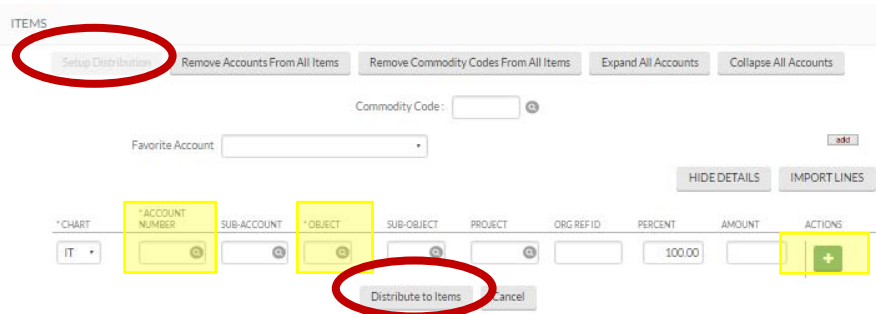 ITEMS
Setup Distribution Remove Accounts From All Items Remove Commodity Codes From All Items Expand All Accounts Collapse All Accounts
Commodity Code:
Favorite Account add
HIDE DETAILS IMPORT LINES
* CHART * ACCOUNT NUMBER SUB-ACCOUNT * OBJECT SUB-OBJECT PROJECT ORG REF ID PERCENT AMOUNT ACTIONS
IT 100.00 +
Distribute to Items Cancel